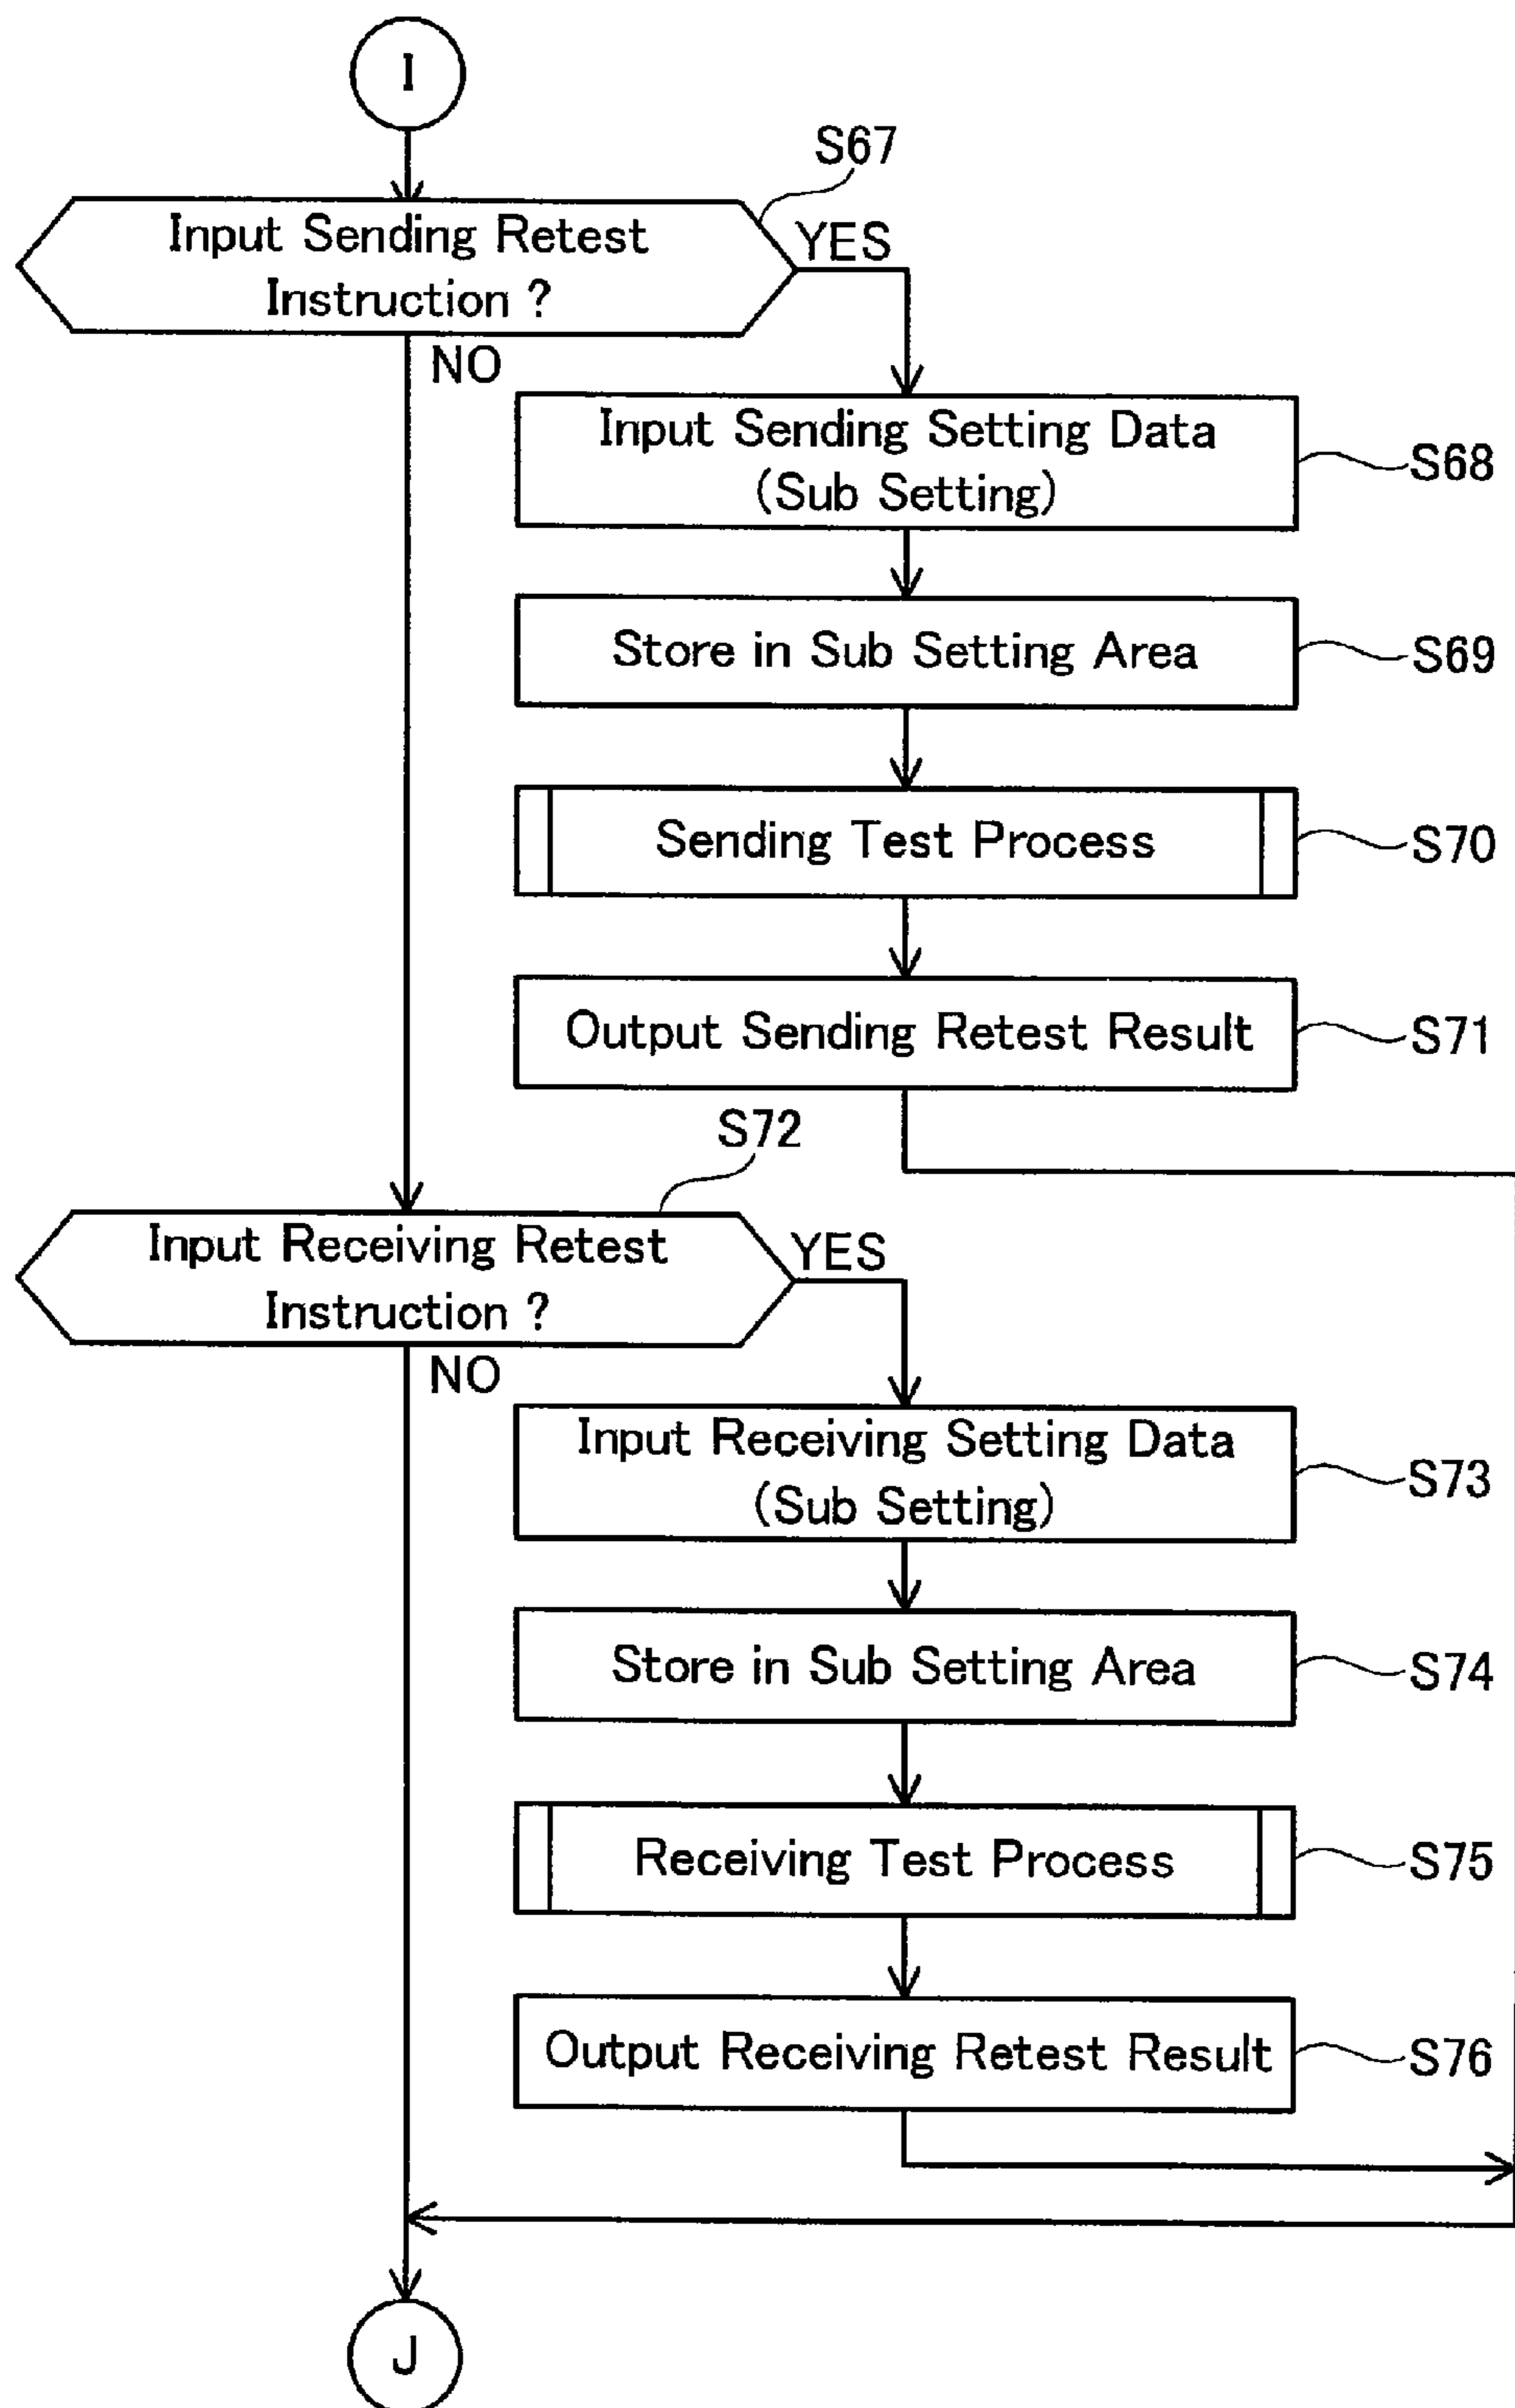 I
S67
Input Sending Retest
Instruction ?
YES
NO
Input Sending Setting Data
(Sub Setting)
S68
Store in Sub Setting Area
S69
Sending Test Process
S70
Output Sending Retest Result
S71
S72
Input Receiving Retest
Instruction ?
YES
NO
Input Receiving Setting Data
(Sub Setting)
S73
Store in Sub Setting Area
S74
Receiving Test Process
S75
Output Receiving Retest Result
S76
J